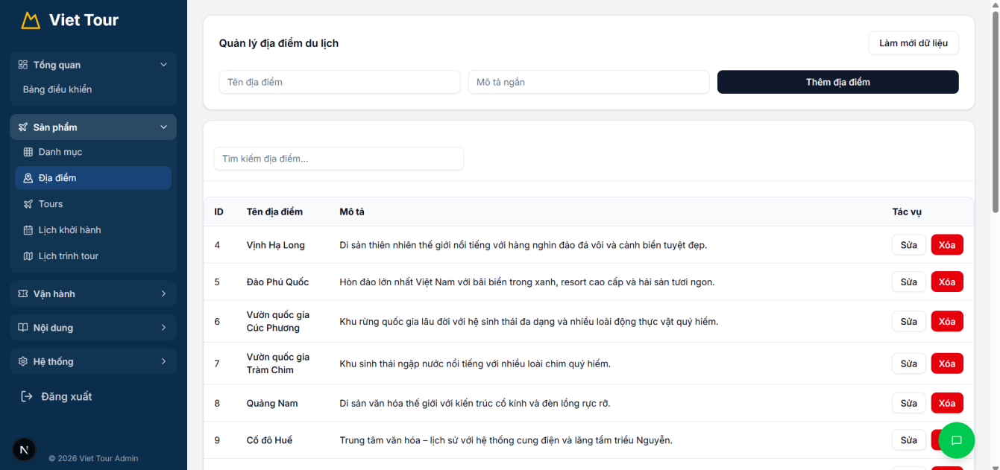 Viet Tour
Tổng quan
Bảng điều khiển
Sản phẩm
Danh mục
Địa điểm
Tours
Lịch khởi hành
Lịch trình tour
Vận hành
Nội dung
Hệ thống
Đăng xuất
N
© 2026 Viet Tour Admin
Quản lý địa điểm du lịch
Làm mới dữ liệu
Tên địa điểm
Mô tả ngắn
Thêm địa điểm
Tìm kiếm địa điểm...
ID Tên địa điểm Mô tả Tác vụ
4 Vịnh Hạ Long Di sản thiên nhiên thế giới nổi tiếng với hàng nghìn đảo đá vôi và cảnh biển tuyệt đẹp. Sửa Xóa
5 Đảo Phú Quốc Hòn đảo lớn nhất Việt Nam với bãi biển trong xanh, resort cao cấp và hải sản tươi ngon. Sửa Xóa
6 Vườn quốc gia
Cúc Phương Khu rừng quốc gia lâu đời với hệ sinh thái đa dạng và nhiều loài động thực vật quý hiếm. Sửa Xóa
7 Vườn quốc gia
Tràm Chim Khu sinh thái ngập nước nổi tiếng với nhiều loài chim quý hiếm. Sửa Xóa
8 Quảng Nam Di sản văn hóa thế giới với kiến trúc cổ kính và đèn lồng rực rỡ. Sửa Xóa
9 Cố đô Huế Trung tâm văn hóa – lịch sử với hệ thống cung điện và lăng tẩm triều Nguyễn. Sửa